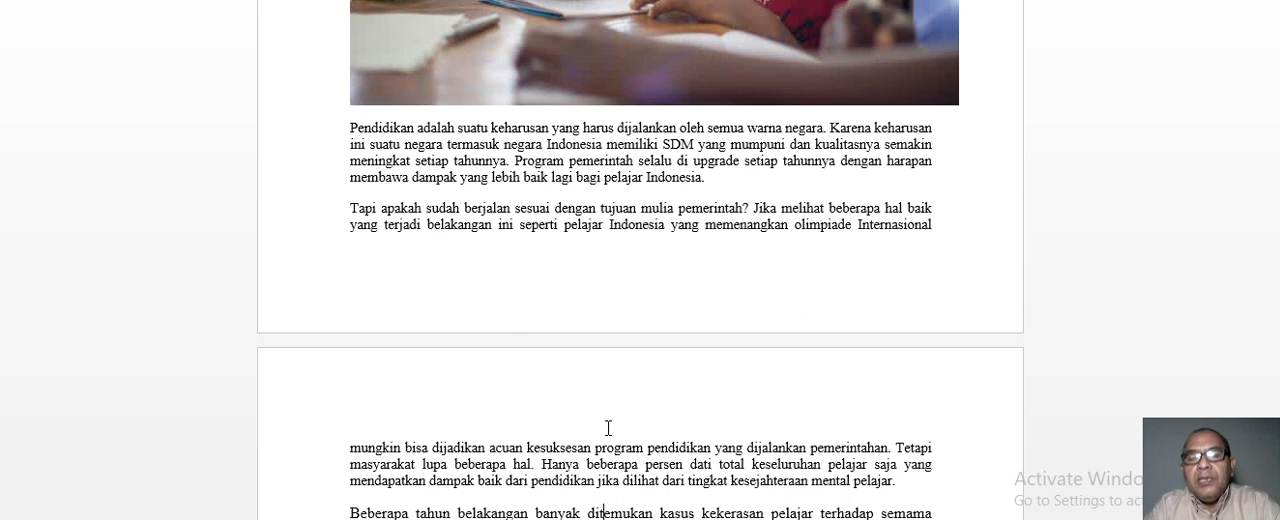 Pendidikan adalah suatu keharusan yang harus dijalankan oleh semua warna negara. Karena keharusan
ini suatu negara termasuk negara Indonesia memiliki SDM yang mumpuni dan kualitasnya semakin
meningkat setiap tahunnya. Program pemerintah selalu di upgrade setiap tahunnya dengan harapan
membawa dampak yang lebih baik lagi bagi pelajar Indonesia.
Tapi apakah sudah berjalan sesuai dengan tujuan mulia pemerintah? Jika melihat beberapa hal baik
yang terjadi belakangan ini seperti pelajar Indonesia yang memenangkan olimpiade Internasional
mungkin bisa dijadikan acuan kesuksesan program pendidikan yang dijalankan pemerintahan. Tetapi
masyarakat lupa beberapa hal. Hanya beberapa persen dati total keseluruhan pelajar saja yang
mendapatkan dampak baik dari pendidikan jika dilihat dari tingkat kesejahteraan mental pelajar.
Beberapa tahun belakangan banyak ditemukan kasus kekerasan pelajar terhadap semama
Activate Windo
Go to Settings to act